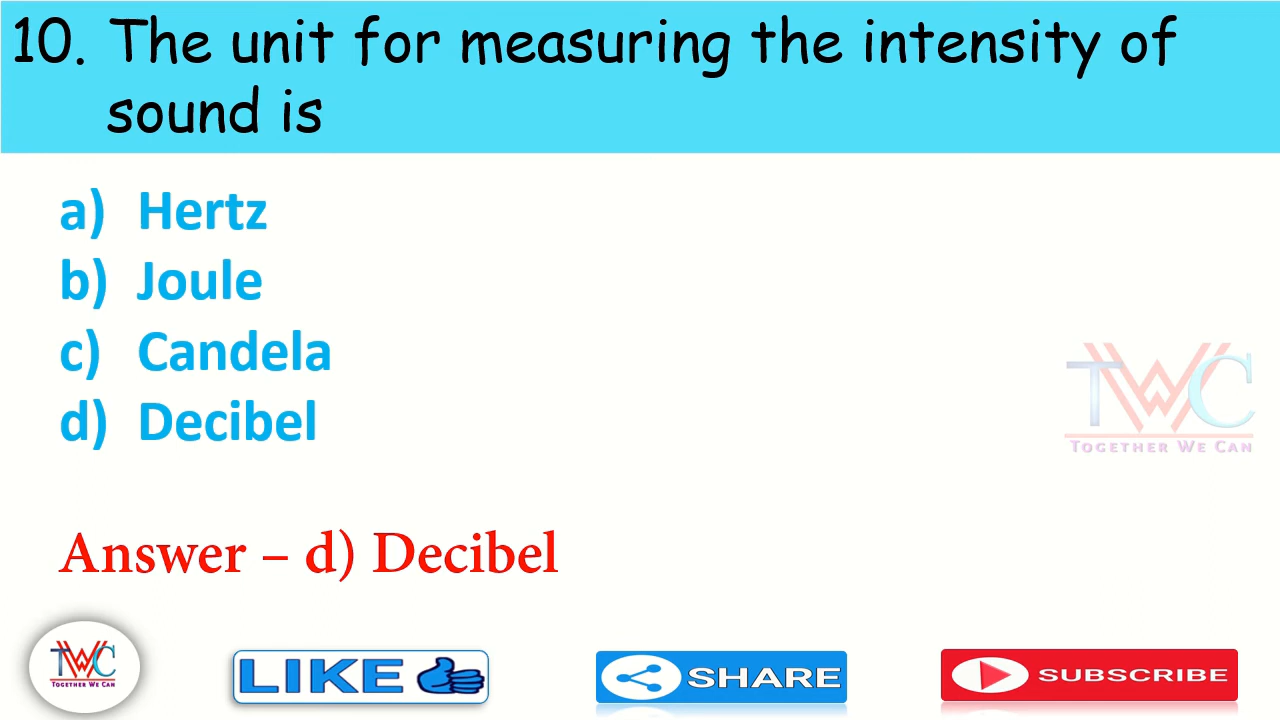 10. The unit for measuring the intensity of
sound is
a) Hertz
b) Joule
c) Candela
d) Decibel
TWC
TOGETHER WE CAN
Answer – d) Decibel
TWC
TOGETHER WE CAN
LIKE
SHARE
SUBSCRIBE